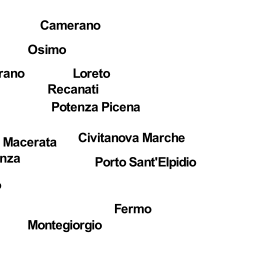 Camerano
Osimo
rano Loreto
Recanati
Potenza Picena
Civitanova Marche
Macerata
nza
Porto Sant'Elpidio
o
Fermo
Montegiorgio